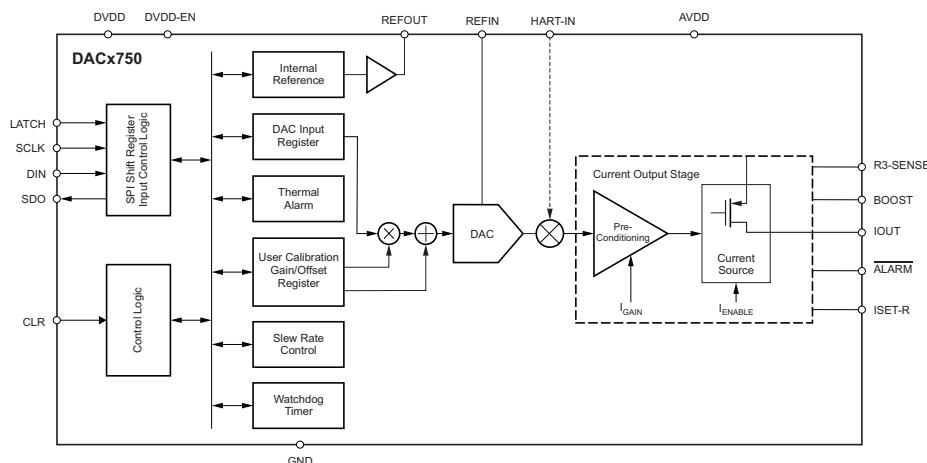 DVDD
DVDD-EN
REFOUT
REFIN
HART-IN
AVDD
DACx750
Internal
Reference
LATCH
SCLK
DIN
SDO
SPI Shift Register
Input Control Logic
DAC Input
Register
Thermal
Alarm
User Calibration
Gain/Offset
Register
DAC
Current Output Stage
Pre-
Conditioning
Current
Source
IGAIN
IENABLE
R3-SENSE
BOOST
IOUT
ALARM
ISET-R
CLR
Control Logic
Slew Rate
Control
Watchdog
Timer
GND